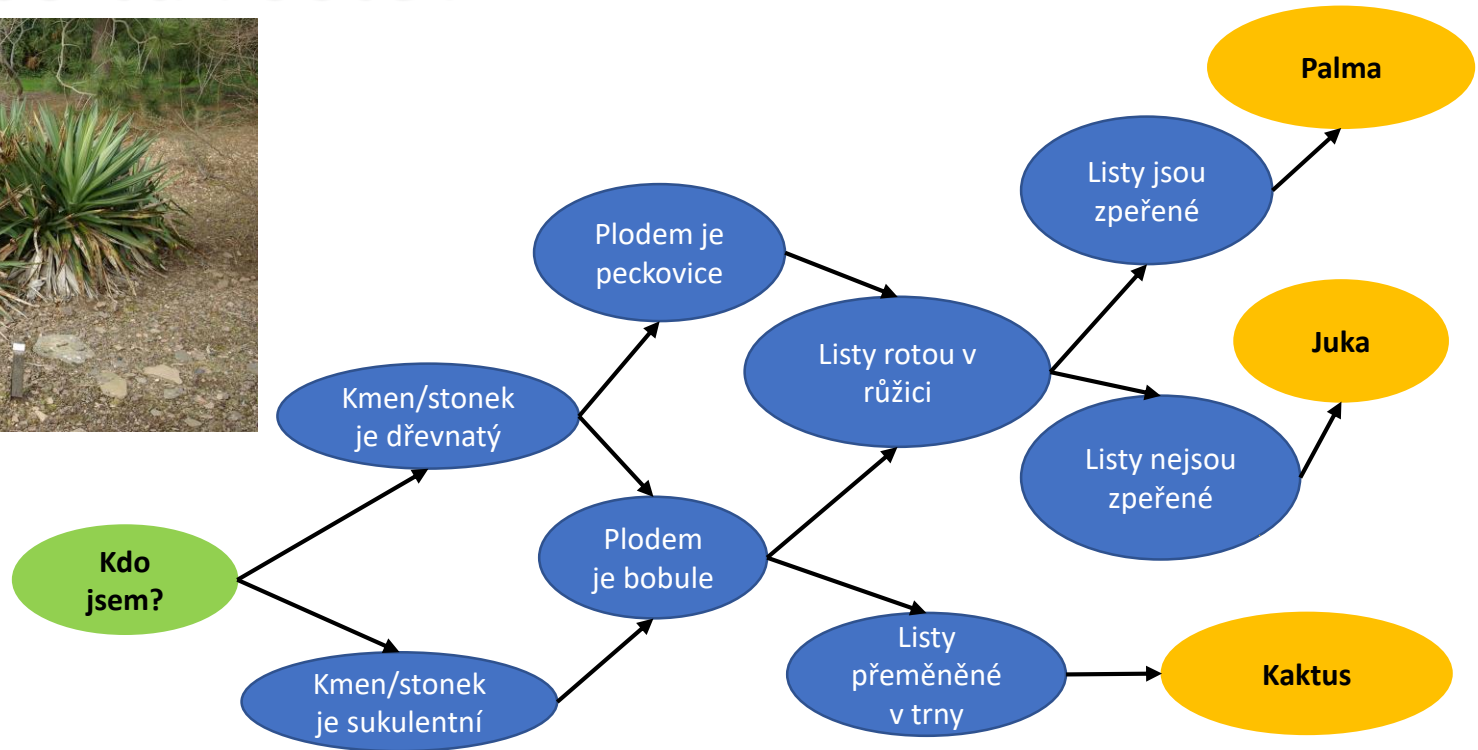 Kdo
jsem?
Kmen/stonek
je dřevnatý
Kmen/stonek
je sukulentní
Plodem je
peckovice
Plodem
je bobule
Listy rotou v
růžici
Listy
přeměněné
v trny
Listy jsou
zpeřené
Listy nejsou
zpeřené
Palma
Juka
Kaktus